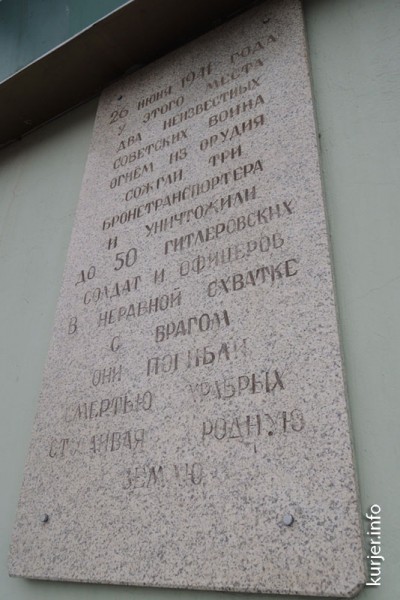 26 ИЮНЯ 1941 ГОДА
У ЭТОГО МЕСТА
ДВА НЕИЗВЕСТНЫХ
СОВЕТСКИХ ВОИНА
ОГНЁМ ИЗ ОРУДИЯ
СОЖГЛИ ТРИ
БРОНЕТРАНСПОРТЕРА
И УНИЧТОЖИЛИ
ДО 50 ГИТЛЕРОВСКИХ
СОЛДАТ И ОФИЦЕРОВ
В НЕРАВНОЙ СХВАТКЕ
С ВРАГОМ
ОНИ ПОГИБЛИ
СМЕРТЬЮ ХРАБРЫХ
ОТСТАИВАЯ РОДНУЮ
ЗЕМЛЮ
kurjer.info